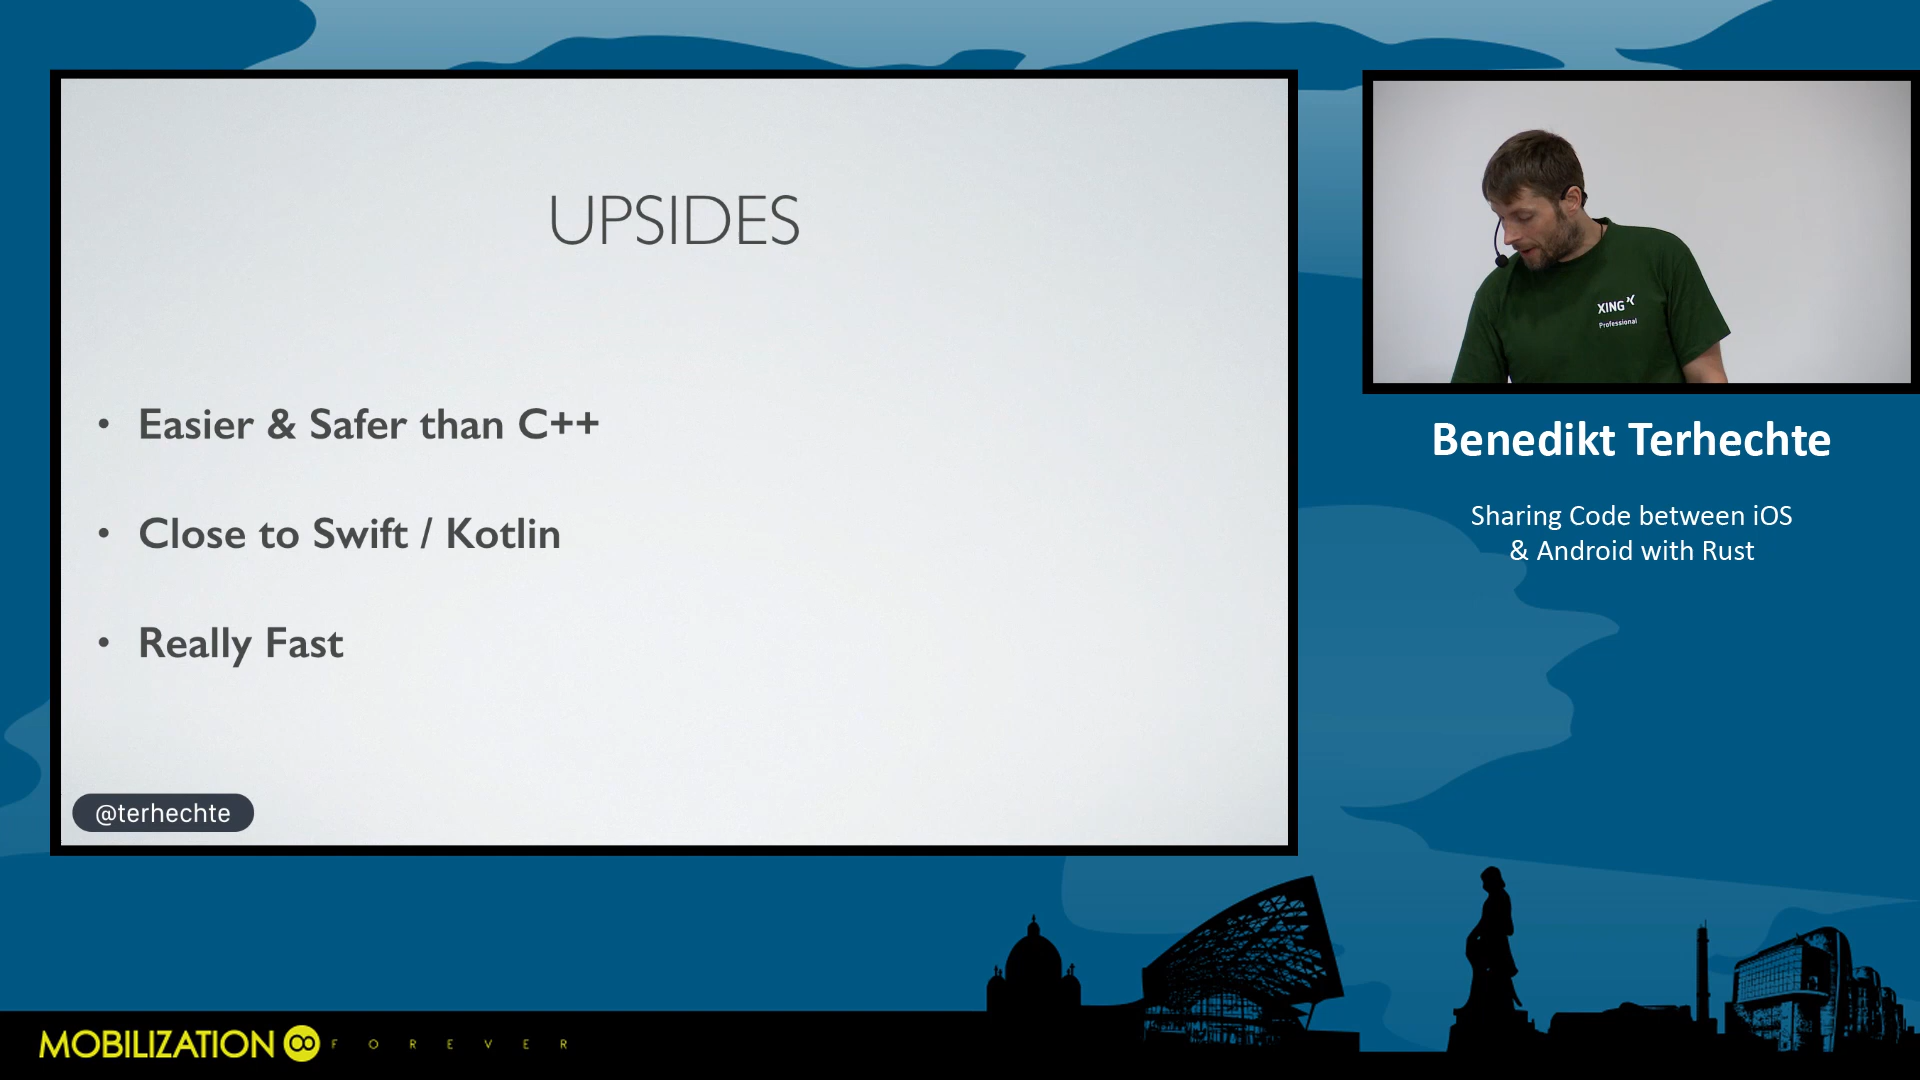 UPSIDES
• Easier & Safer than C++
• Close to Swift / Kotlin
• Really Fast
@terhechte
XING
Professional
Benedikt Terhechte
Sharing Code between iOS
& Android with Rust
MOBILIZATION FOREVER